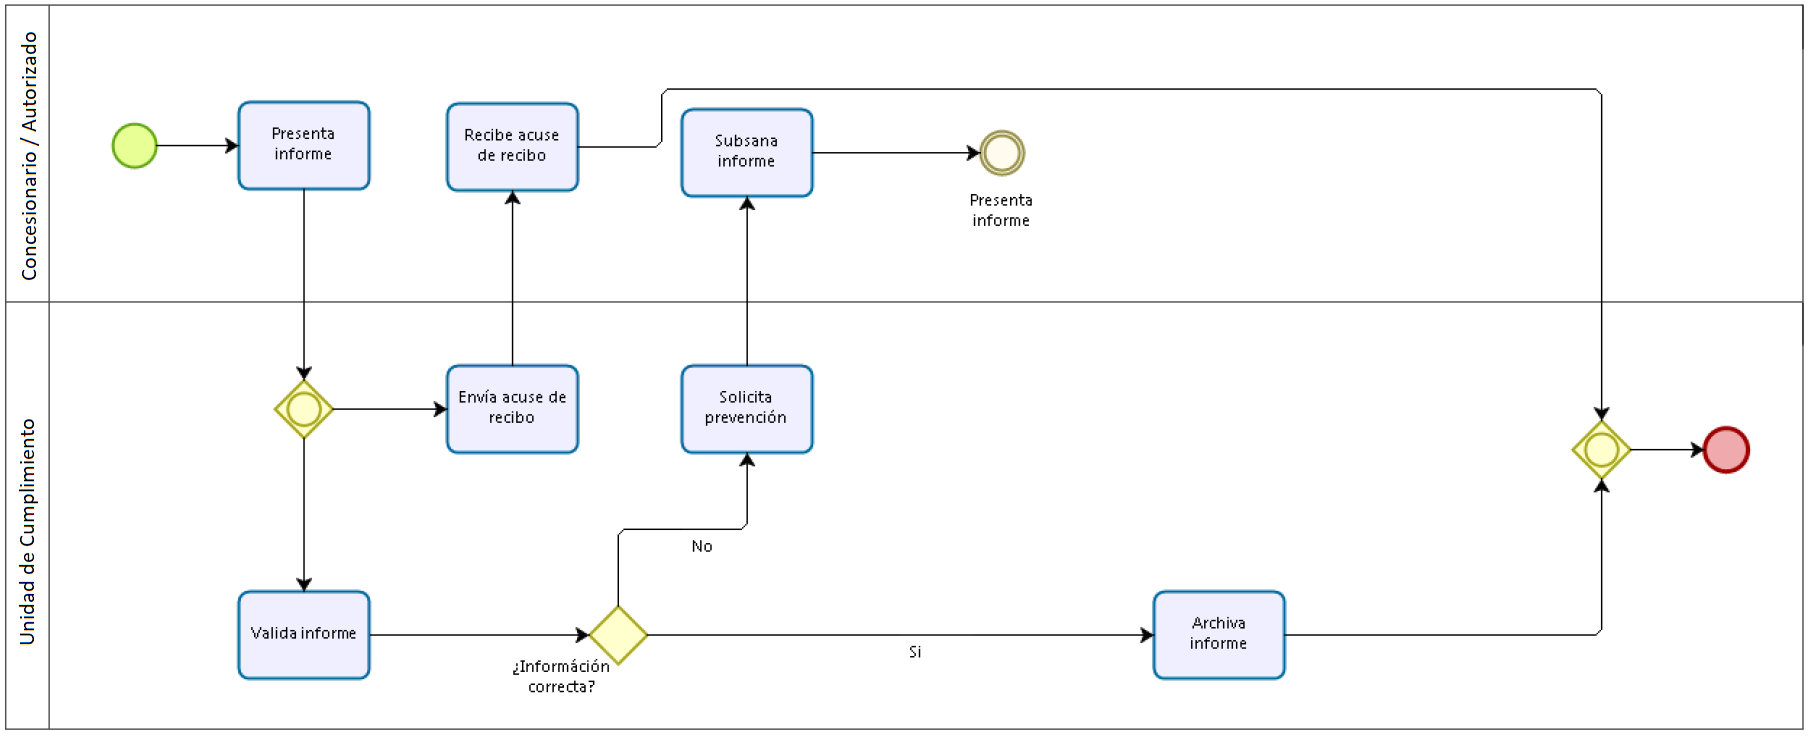 Concesionario / Autorizado
Presenta
informe
Recibe acuse
de recibo
Subsana
informe
Presenta
informe
Unidad de Cumplimiento
Envía acuse de
recibo
Solicita
prevención
No
Valida informe
¿Információn
correcta?
Si
Archiva
informe